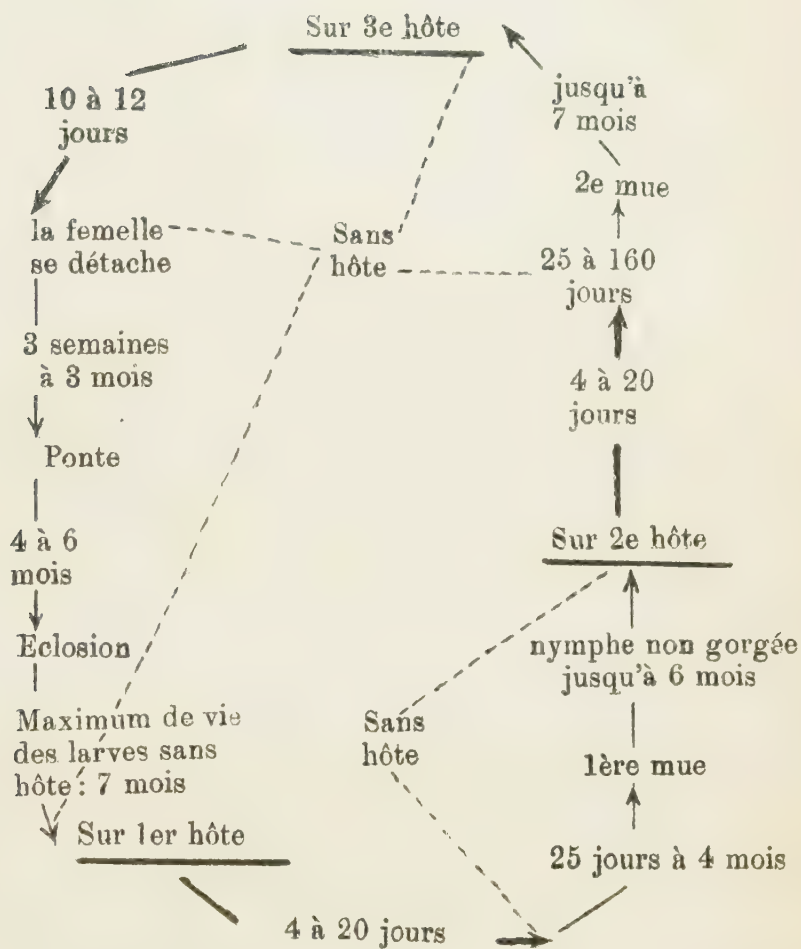 Sur 3e hôte
10 à 12
jours
jusqu'à
7 mois
2e mue
la femelle
se détache
Sans
hôte
25 à 160
jours
3 semaines
à 3 mois
4 à 20
jours
Ponte
4 à 6
mois
Sur 2e hôte
Eclosion
nymphe non gorgée
jusqu'à 6 mois
Maximum de vie
des larves sans
hôte : 7 mois
Sans
hôte
1ère mue
Sur 1er hôte
25 jours à 4 mois
4 à 20 jours